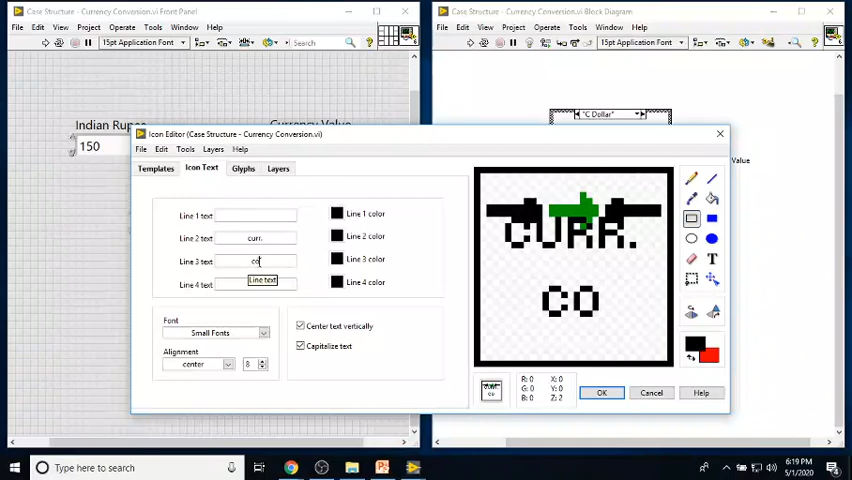 Case Structure - Currency Conversion.vi Front Panel
File Edit View Project Operate Tools Window Help
15pt Application Font
Search
Indian Rupee
Currency Value
150
Case Structure - Currency Conversion.vi Block Diagram
File Edit View Project Operate Tools Window Help
15pt Application Font
"C Dollar"
Value
Icon Editor (Case Structure - Currency Conversion.vi)
File Edit Tools Layers Help
Templates Icon Text Glyphs Layers
Line 1 text
Line 1 color
Line 2 text
curr.
Line 2 color
Line 3 text
co
Line 3 color
Line 4 text
Line text
Line 4 color
Font
Small Fonts
Alignment
center
8
Center text vertically
Capitalize text
CURR.
CO
T
CURR.
CO
R: 0
G: 0
B: 0
X: 0
Y: 0
Z: 2
OK
Cancel
Help
Type here to search
6:19 PM
5/1/2020